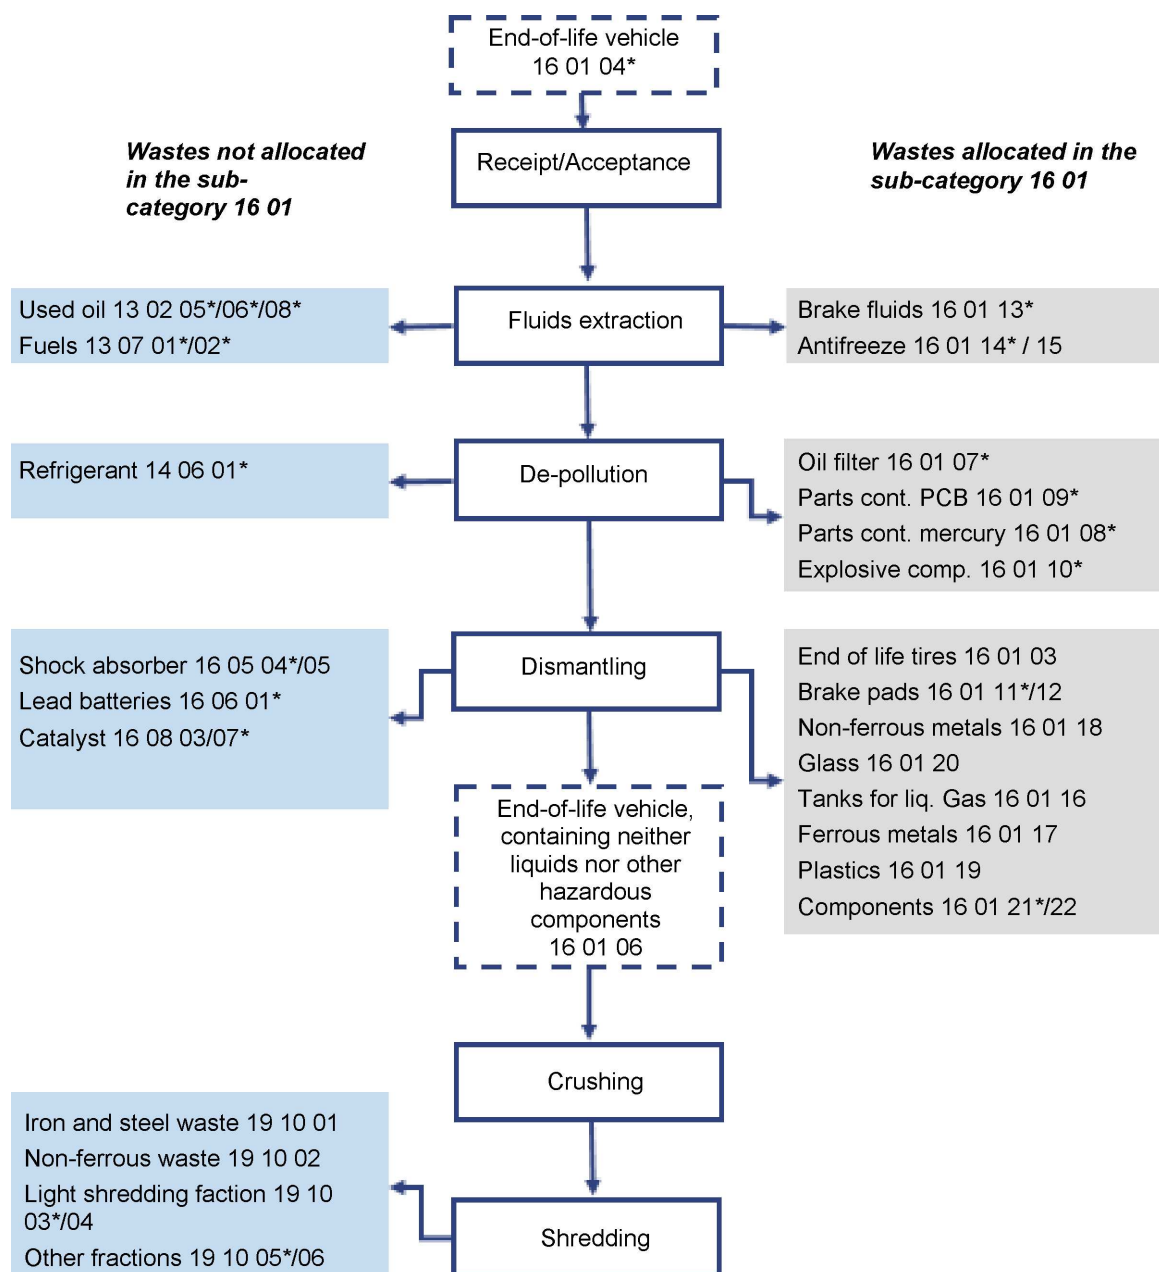 End-of-life vehicle
16 01 04*
Wastes not allocated
in the sub-
category 16 01
Receipt/Acceptance
Wastes allocated in the
sub-category 16 01
Used oil 13 02 05*/06*/08*
Fuels 13 07 01*/02*
Fluids extraction
Brake fluids 16 01 13*
Antifreeze 16 01 14* / 15
Refrigerant 14 06 01*
De-pollution
Oil filter 16 01 07*
Parts cont. PCB 16 01 09*
Parts cont. mercury 16 01 08*
Explosive comp. 16 01 10*
Shock absorber 16 05 04*/05
Lead batteries 16 06 01*
Catalyst 16 08 03/07*
Dismantling
End of life tires 16 01 03
Brake pads 16 01 11*/12
Non-ferrous metals 16 01 18
Glass 16 01 20
Tanks for liq. Gas 16 01 16
Ferrous metals 16 01 17
Plastics 16 01 19
Components 16 01 21*/22
End-of-life vehicle,
containing neither
liquids nor other
hazardous
components
16 01 06
Crushing
Iron and steel waste 19 10 01
Non-ferrous waste 19 10 02
Light shredding faction 19 10
03*/04
Other fractions 19 10 05*/06
Shredding